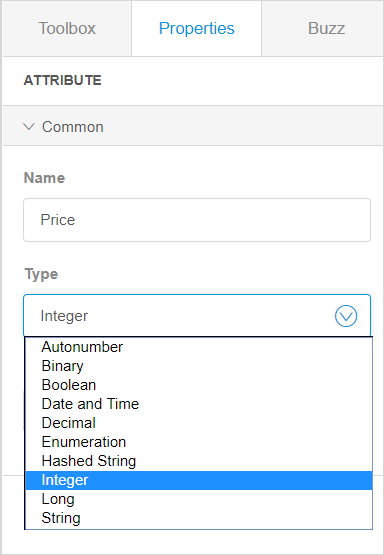 Toolbox Properties Buzz
ATTRIBUTE
Common
Name
Price
Type
Integer
Autonumber
Binary
Boolean
Date and Time
Decimal
Enumeration
Hashed String
Integer
Long
String